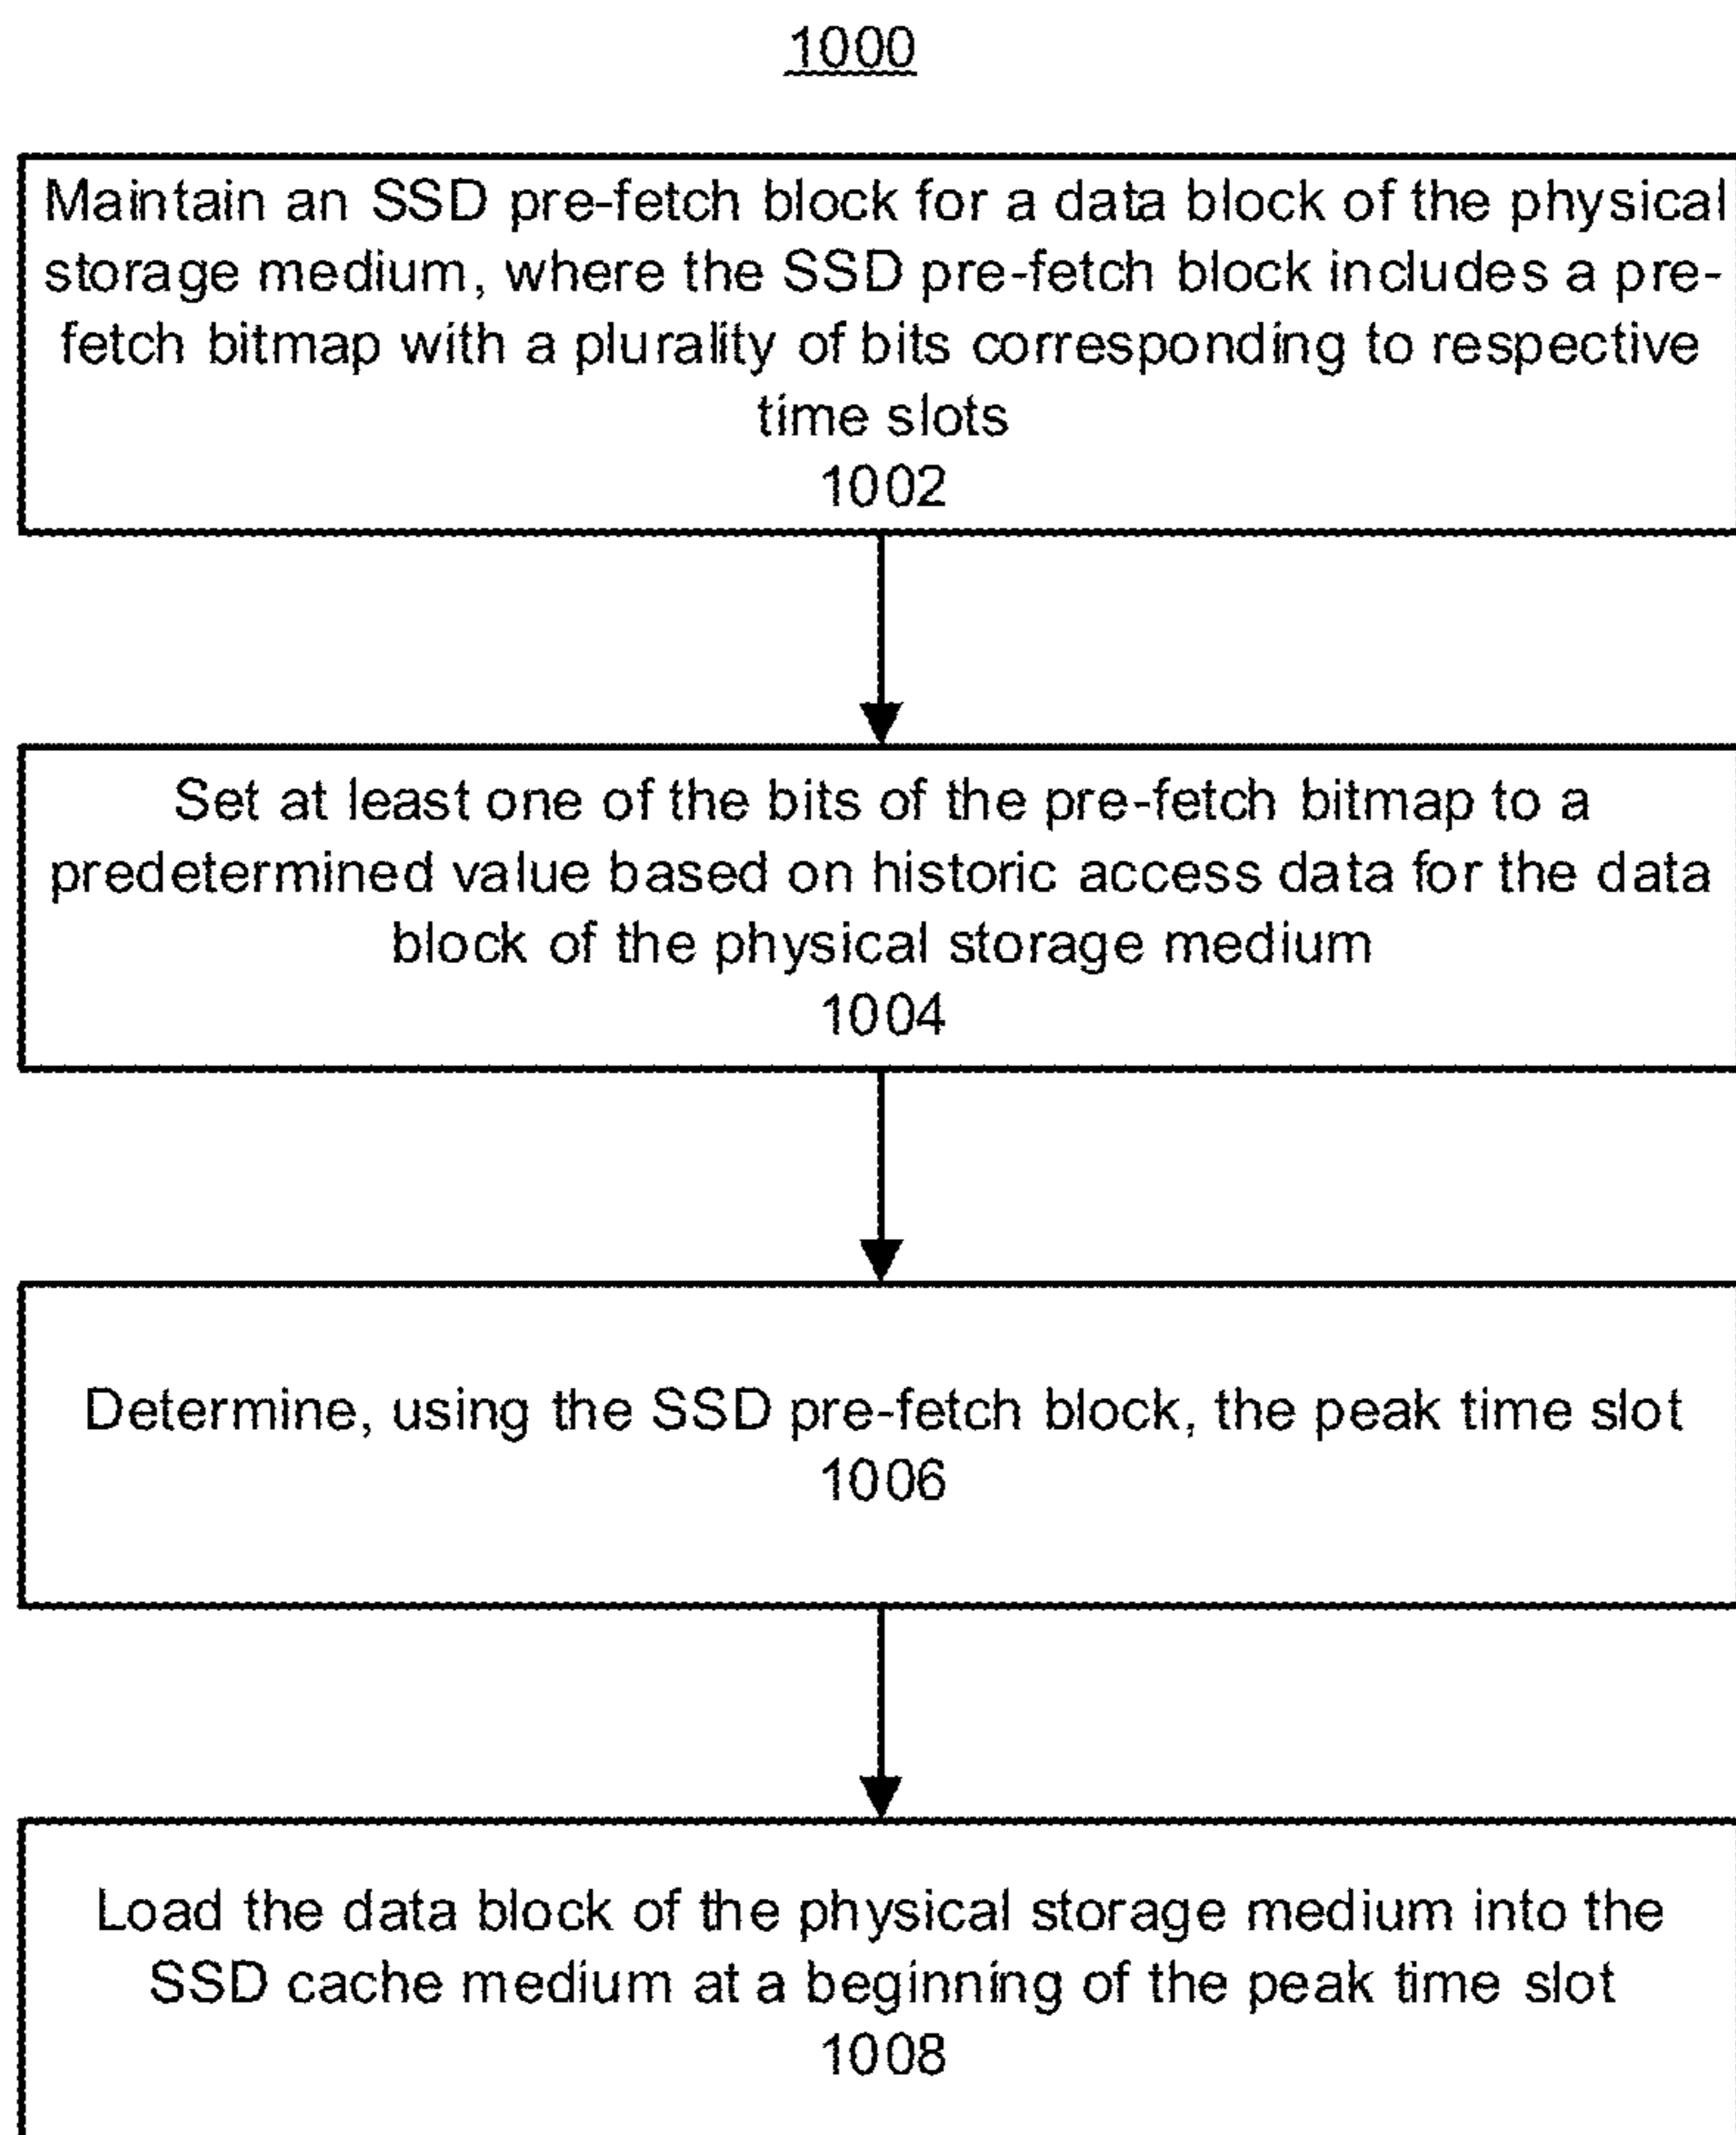 1000
Maintain an SSD pre-fetch block for a data block of the physical
storage medium, where the SSD pre-fetch block includes a pre-
fetch bitmap with a plurality of bits corresponding to respective
time slots
1002
Set at least one of the bits of the pre-fetch bitmap to a
predetermined value based on historic access data for the data
block of the physical storage medium
1004
Determine, using the SSD pre-fetch block, the peak time slot
1006
Load the data block of the physical storage medium into the
SSD cache medium at a beginning of the peak time slot
1008